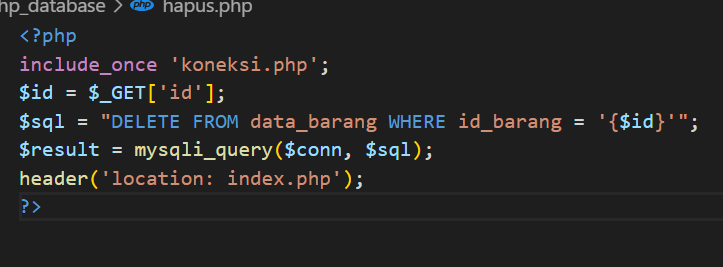 hp_database > php hapus.php
<?php
include_once 'koneksi.php';
$id = $_GET['id'];
$sql = "DELETE FROM data_barang WHERE id_barang = '{$id}'";
$result = mysqli_query($conn, $sql);
header('location: index.php');
?>